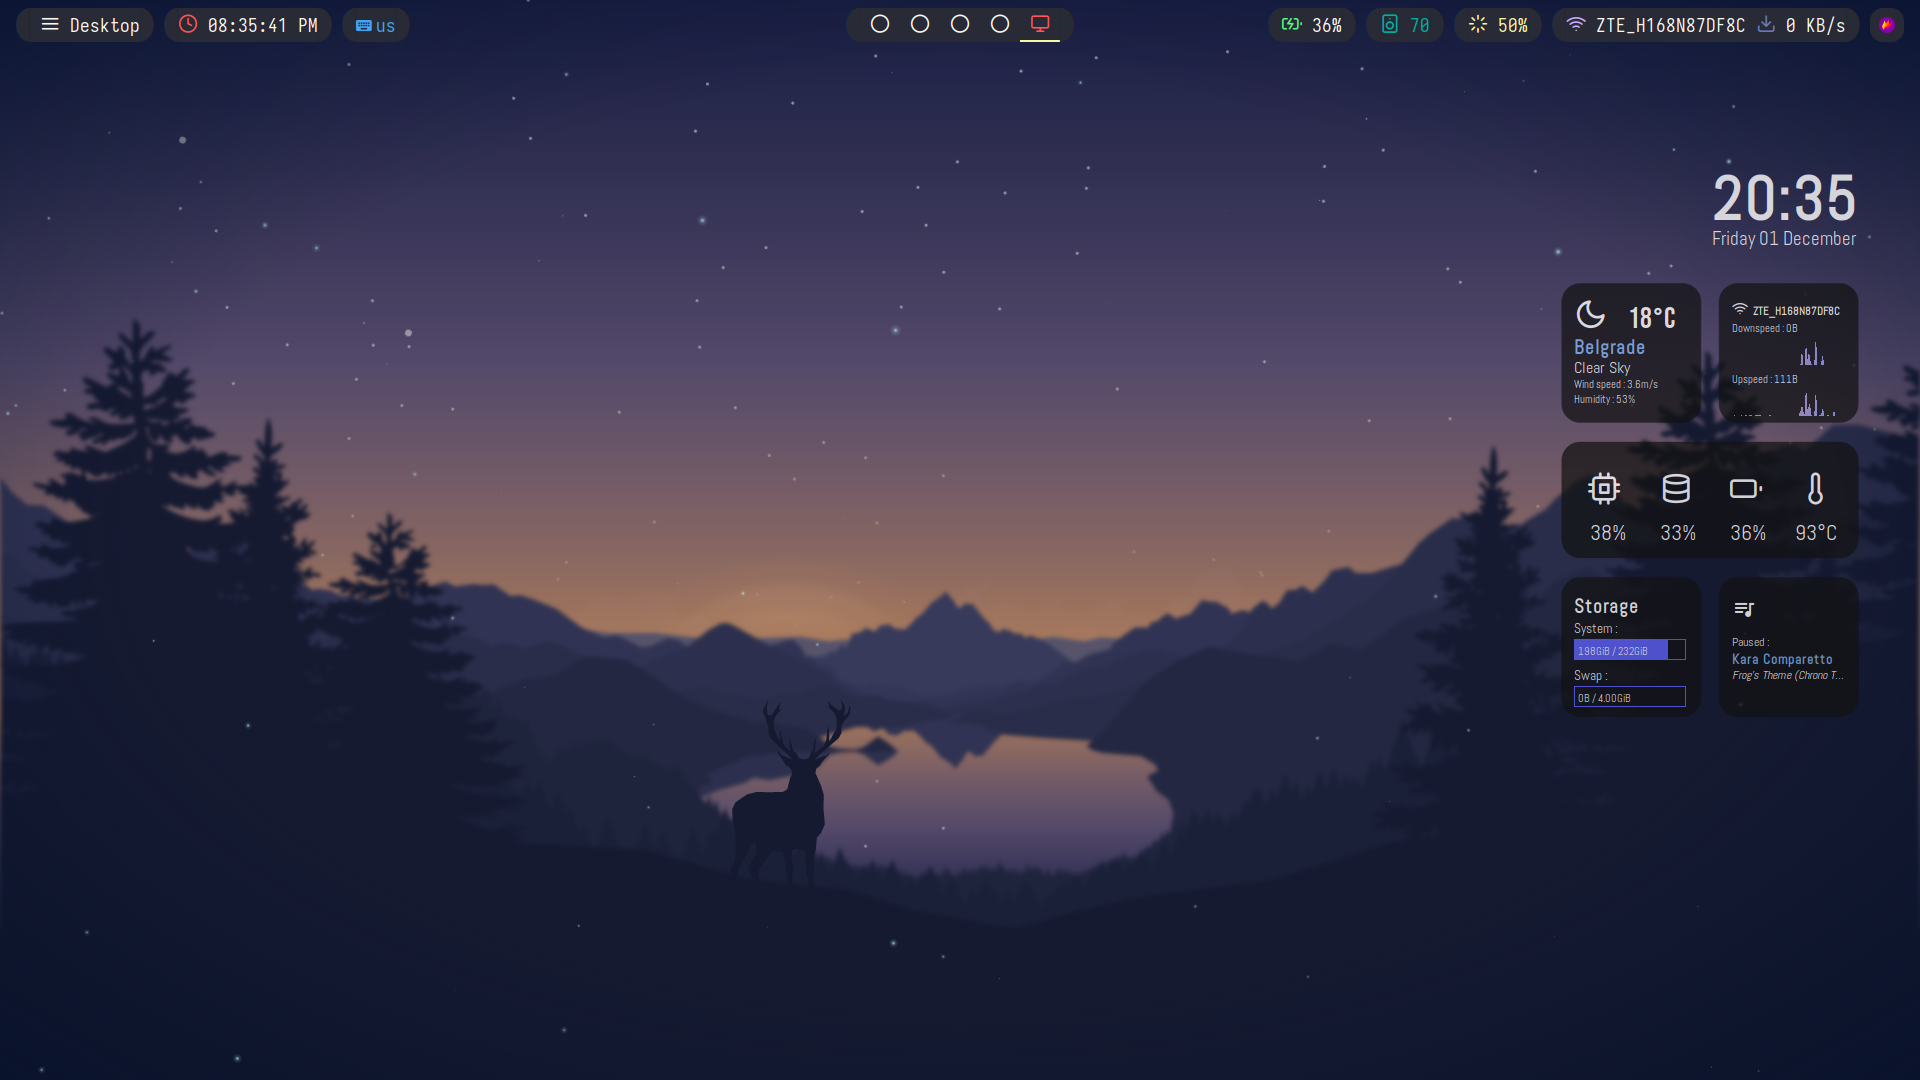 Desktop 08:35:41 PM us 36% 70 50% ZTE_H168N87DF8C 0 KB/s
20:35
Friday 01 December
18°C
Belgrade
Clear Sky
Wind speed : 3.6m/s
Humidity : 53%
ZTE_H168N87DF8C
Downspeed : 0B
Upspeed : 111B
38% 33% 36% 93°C
Storage
System :
198GiB / 232GiB
Swap :
0B / 4.00GiB
Paused :
Kara Comparetto
Frog's Theme (Chrono T...